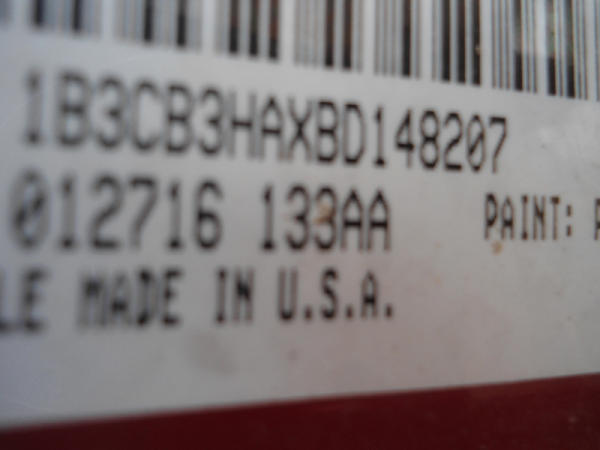 1B3CB3HAXBD148207
012716 133AA PAINT:
LE MADE IN U.S.A.